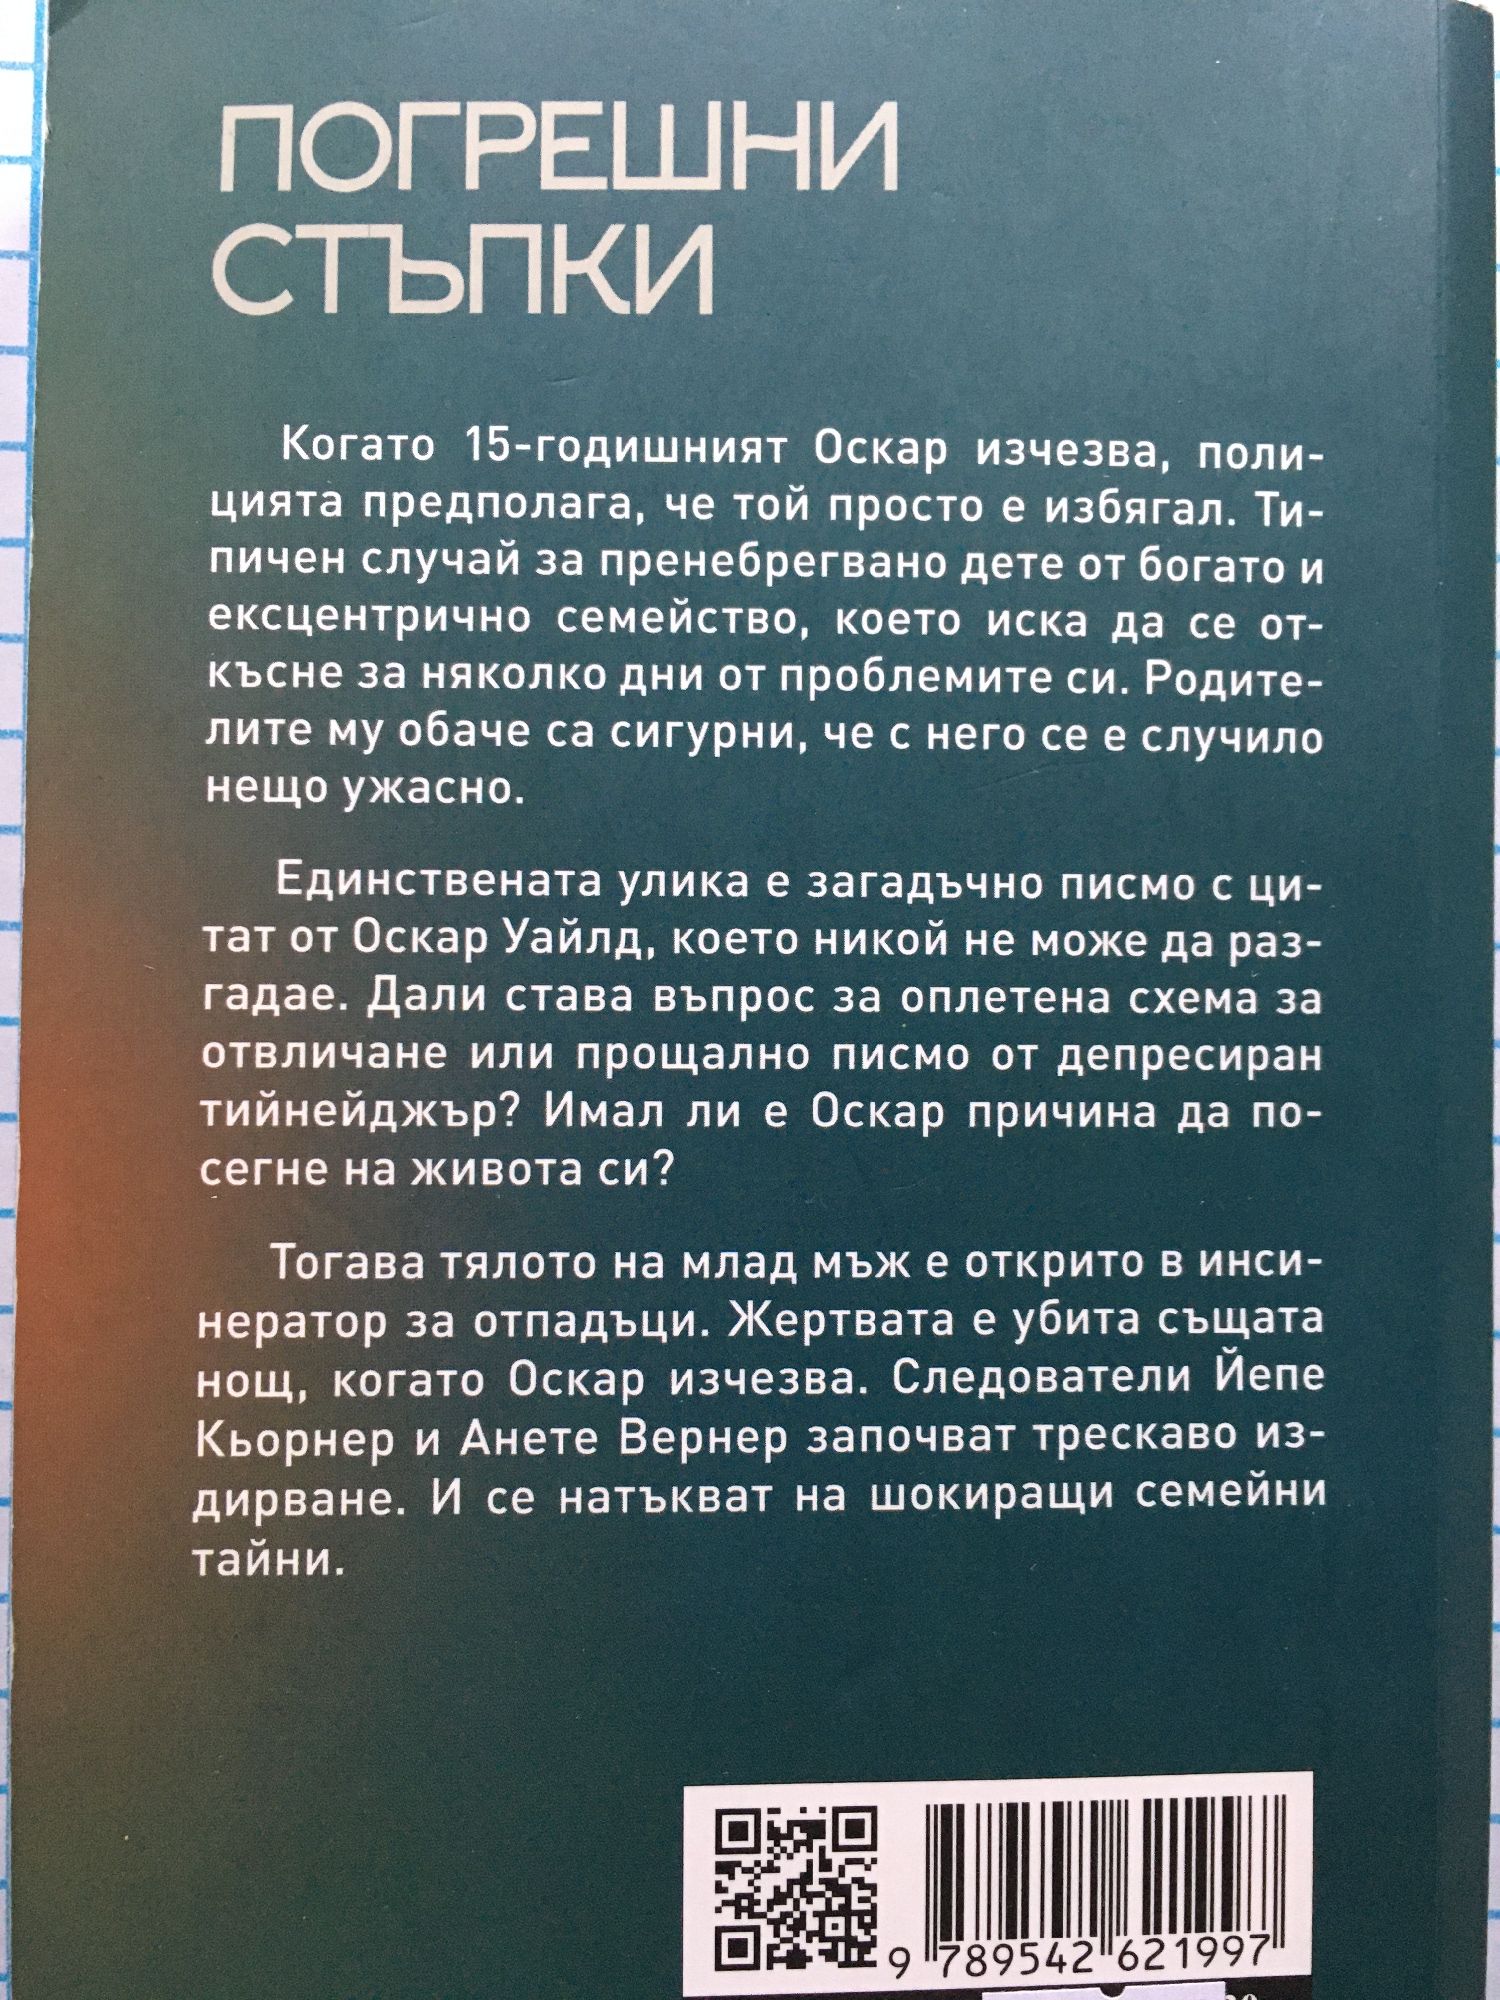 ПОГРЕШНИ
СТЪПКИ
Когато 15-годишният Оскар изчезва, поли-
цията предполага, че той просто е избягал. Ти-
пичен случай за пренебрегвано дете от богато и
ексцентрично семейство, което иска да се от-
късне за няколко дни от проблемите си. Родите-
лите му обаче са сигурни, че с него се е случило
нещо ужасно.
Единствената улика е загадъчно писмо с ци-
тат от Оскар Уайлд, което никой не може да раз-
гадае. Дали става въпрос за оплетена схема за
отвличане или прощално писмо от депресиран
тийнейджър? Имал ли е Оскар причина да по-
сегне на живота си?
Тогава тялото на млад мъж е открито в инси-
нератор за отпадъци. Жертвата е убита същата
нощ, когато Оскар изчезва. Следователи Йепе
Кьорнер и Анете Вернер започват трескаво из-
дирване. И се натъкват на шокиращи семейни
тайни.
9 789542 621997